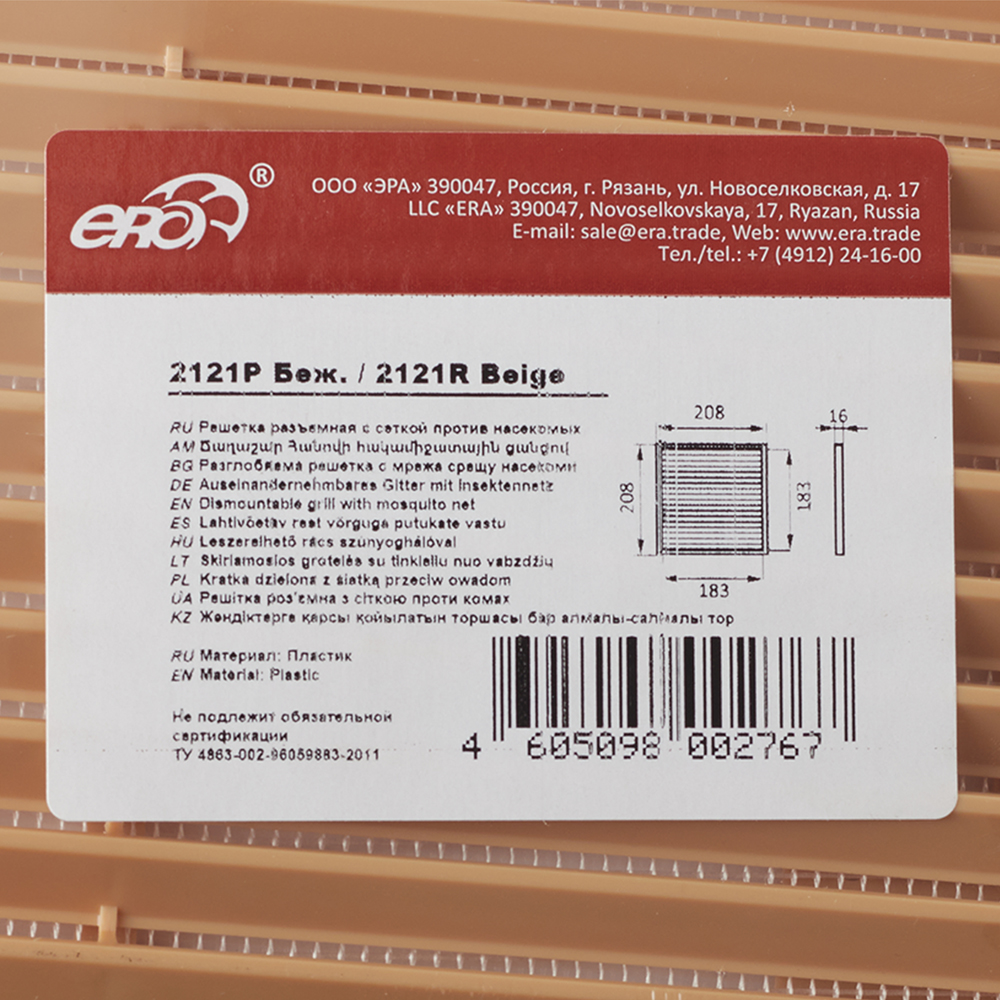 ERA ®
ООО «ЭРА» 390047, Россия, г. Рязань, ул. Новоселковская, д. 17
LLC «ERA» 390047, Novoselkovskaya, 17, Ryazan, Russia
E-mail: sale@era.trade, Web: www.era.trade
Тел./tel.: +7 (4912) 24-16-00
2121Р Беж. / 2121R Beige
RU Решетка разъемная с сеткой против насекомых
AM Ճաղաշար Հանովի հակամիջատային ցանցով
BG Разглобяема решетка с мрежа срещу насекоми
DE Auseinandernehmbares Gitter mit Insektennetz
EN Dismountable grill with mosquito net
ES Lahtivõetav rest võrguga putukate vastu
HU Leszerelhető rács szúnyoghálóval
LT Skiriamosios grotelės su tinkleliu nuo vabzdžių
PL Kratka dzielona z siatką przeciw owadom
UA Решітка роз'ємна з сіткою проти комах
KZ Жәндіктерге қарсы қойылатын торшасы бар алмалы-салмалы тор
RU Материал: Пластик
EN Material: Plastic
Не подлежит обязательной
сертификации
ТУ 4863-002-96059883-2011
208
16
208
183
183
4 605098 002767